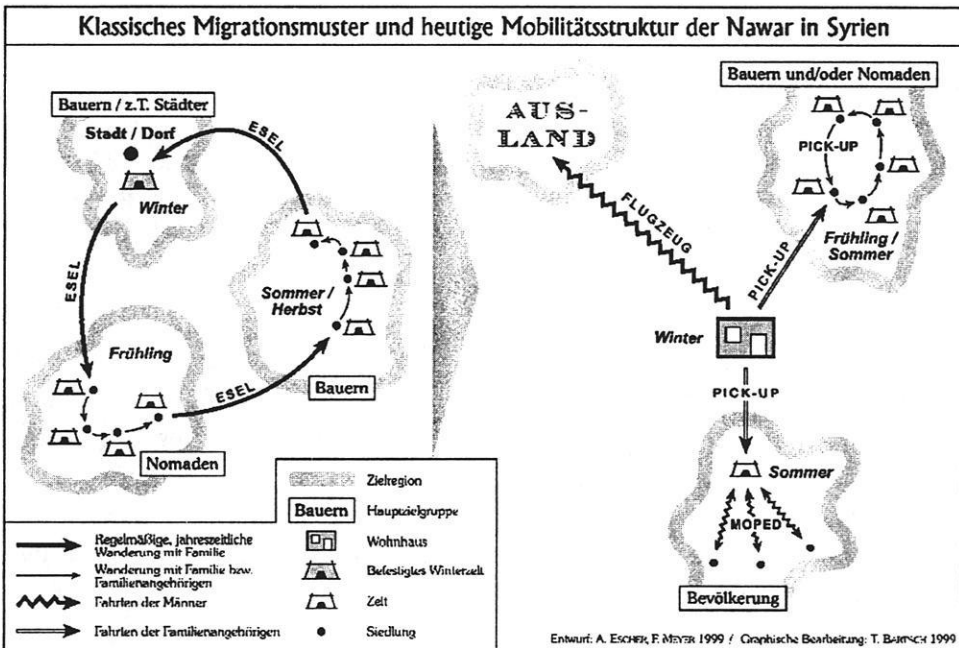 Klassisches Migrationsmuster und heutige Mobilitätsstruktur der Nawar in Syrien
Bauern / z.T. Städter
Stadt / Dorf
Winter
ESEL
ESEL
Frühling
Nomaden
ESEL
Sommer /
Herbst
Bauern
AUS-
LAND
FLUGZEUG
Bauern und/oder Nomaden
PICK-UP
Frühling /
Sommer
PICK-UP
Winter
PICK-UP
Sommer
MOPED
Bevölkerung
Regelmäßige, jahreszeitliche
Wanderung mit Familie
Wanderung mit Familie bzw.
Familienangehörigen
Fahrten der Männer
Fahrten der Familienangehörigen
Zielregion
Bauern Hauptzielgruppe
Wohnhaus
Befestigtes Winterzelt
Zelt
Siedlung
Entwurf: A. ESCHER, F. MEYER 1999 / Graphische Bearbeitung: T. BARTSCH 1999